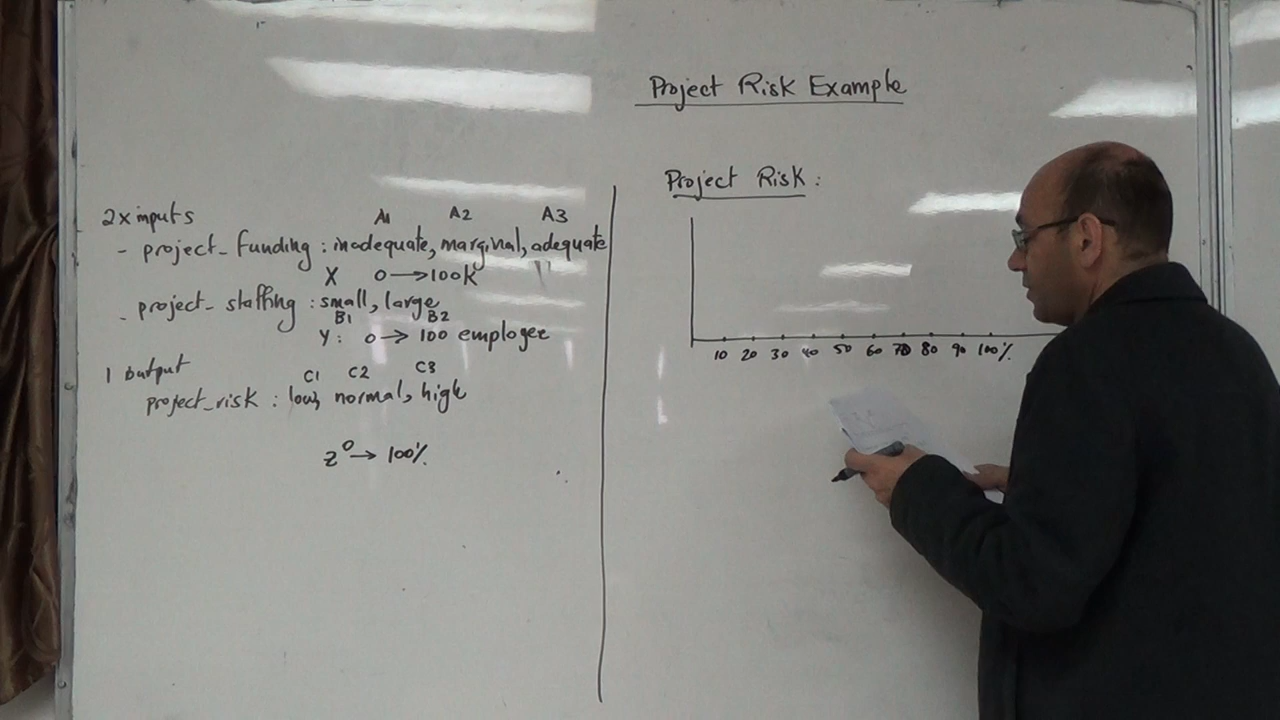 Project Risk Example
2x inputs
A1 A2 A3
- project_funding : inadequate, marginal, adequate
X 0 → 100K
- project_staffing : small, large
B1 B2
Y: 0 → 100 employee
1 output
C1 C2 C3
project_risk : low, normal, high
z 0 → 100%
Project Risk :
10 20 30 40 50 60 70 80 90 100%